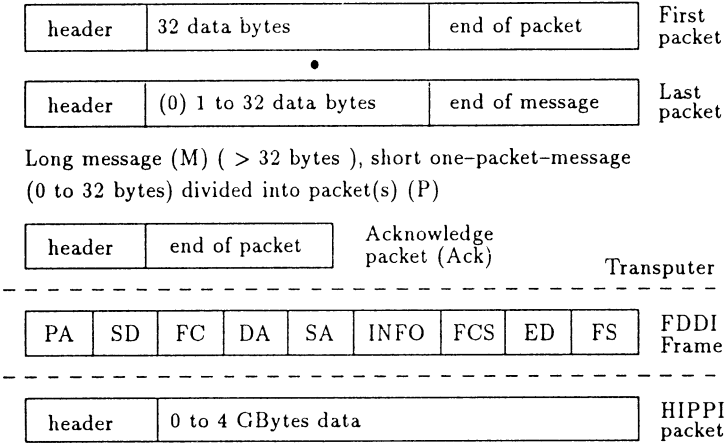 header 32 data bytes end of packet First packet
header (0) 1 to 32 data bytes end of message Last packet
Long message (M) ( > 32 bytes ), short one-packet-message
(0 to 32 bytes) divided into packet(s) (P)
header end of packet Acknowledge packet (Ack)
Transputer
PA SD FC DA SA INFO FCS ED FS FDDI Frame
header 0 to 4 GBytes data HIPPI packet